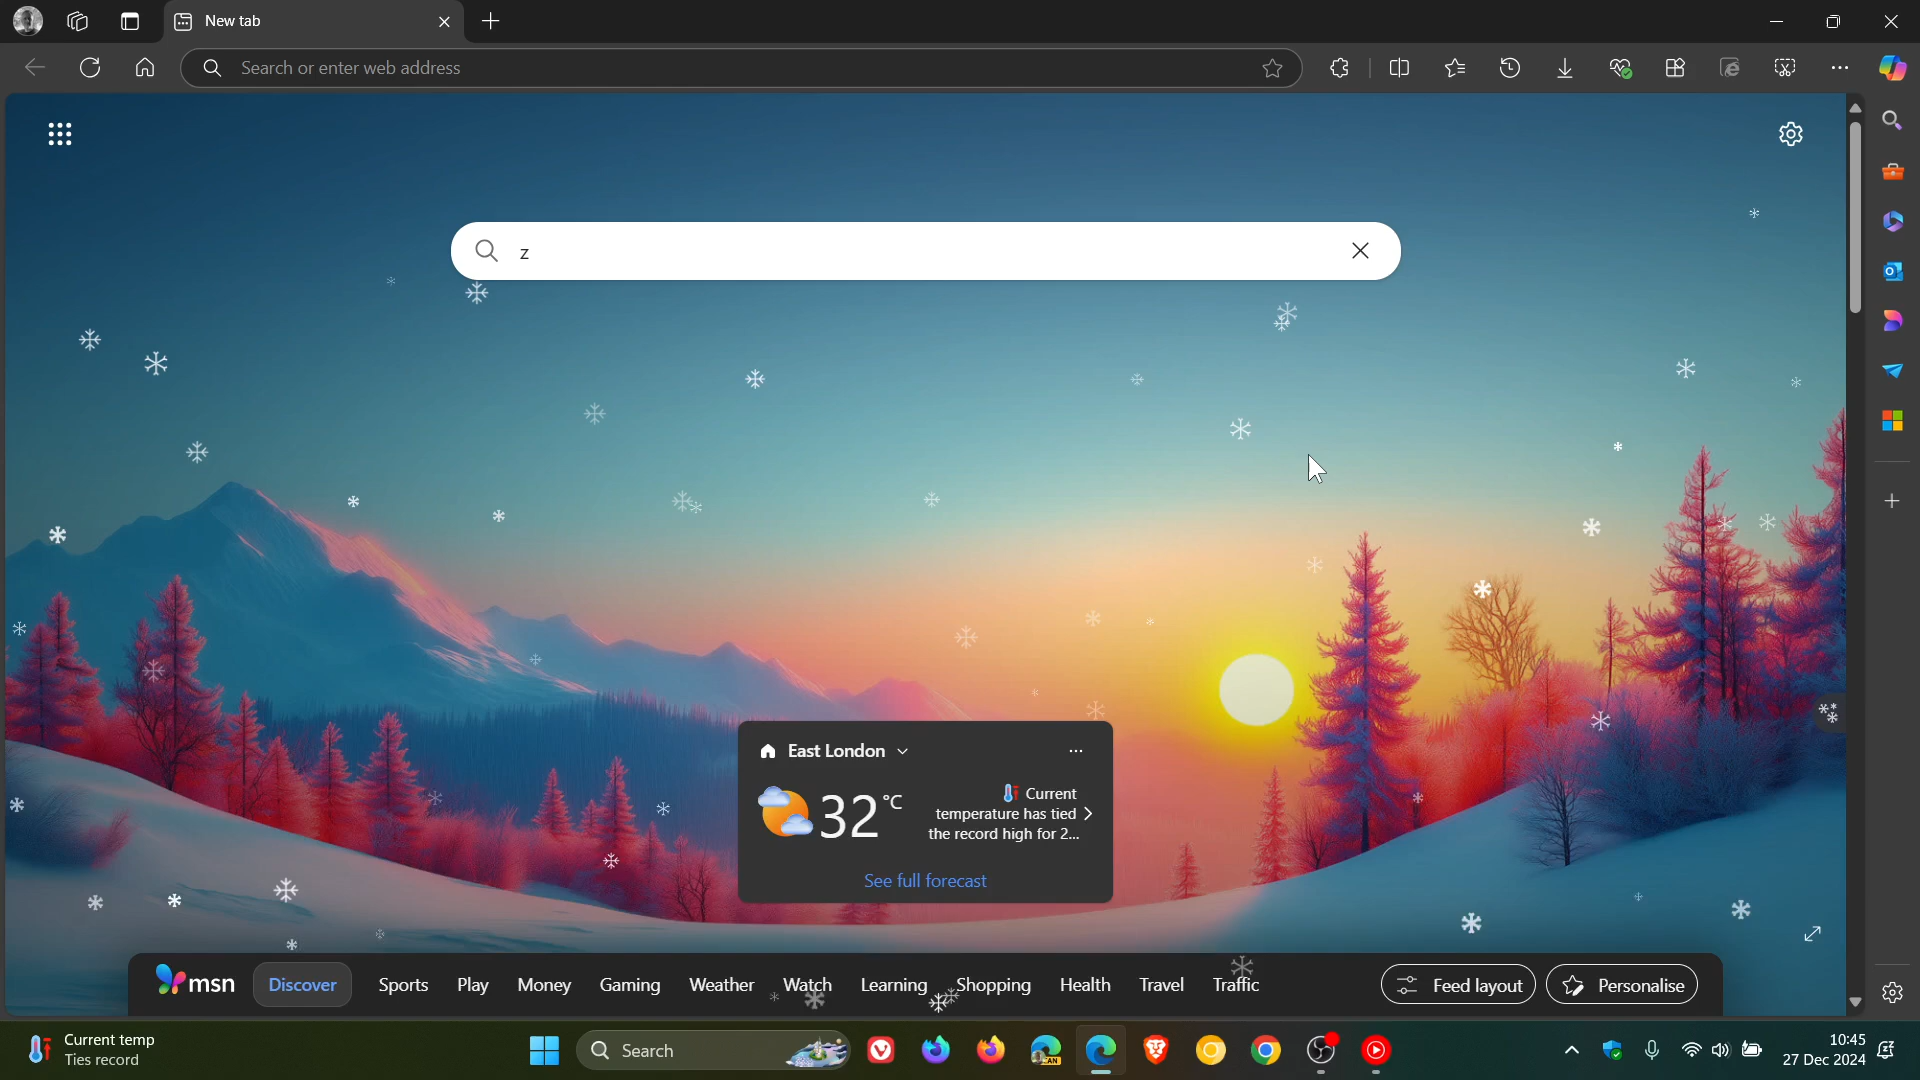 New tab
Search or enter web address
z
East London
32 °C
Current
temperature has tied
the record high for 2...
See full forecast
msn
Discover
Sports
Play
Money
Gaming
Weather
Watch
Learning
Shopping
Health
Travel
Traffic
Feed layout
Personalise
Current temp
Ties record
Search
CAN
10:45
27 Dec 2024